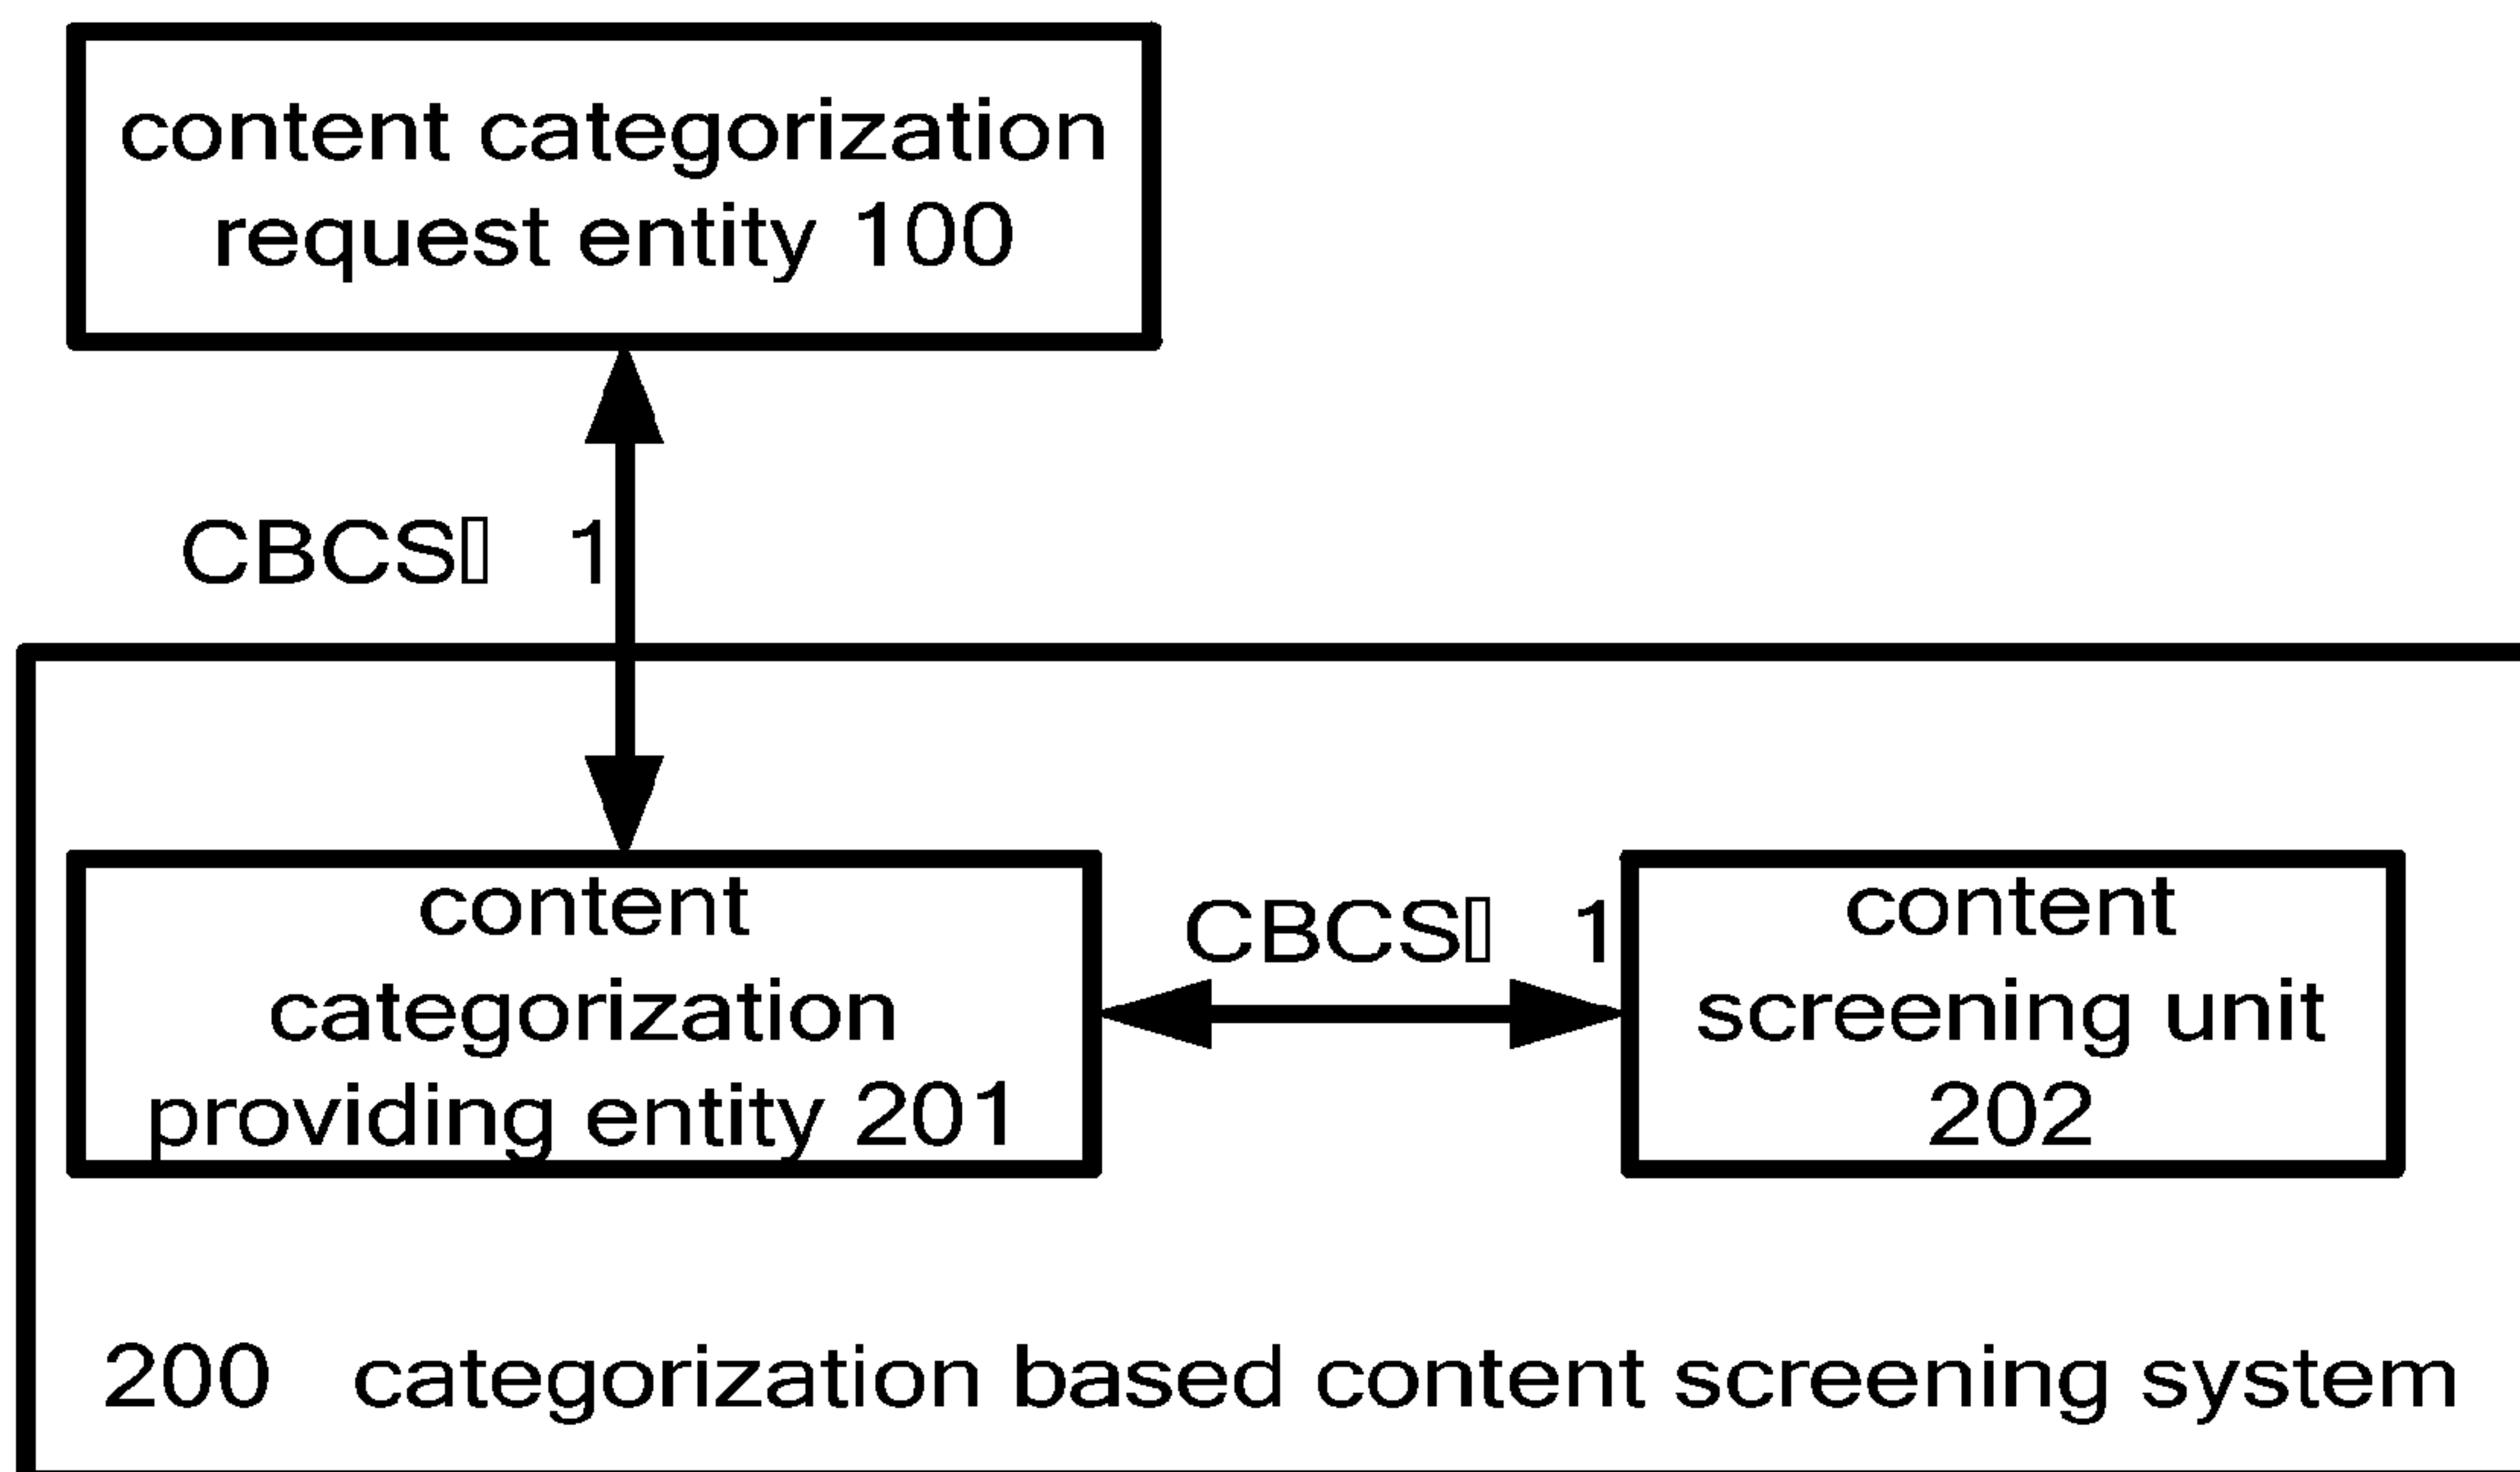 content categorization
request entity 100
CBCS▯ 1
content
categorization
providing entity 201
CBCS▯ 1
content
screening unit
202
200 categorization based content screening system